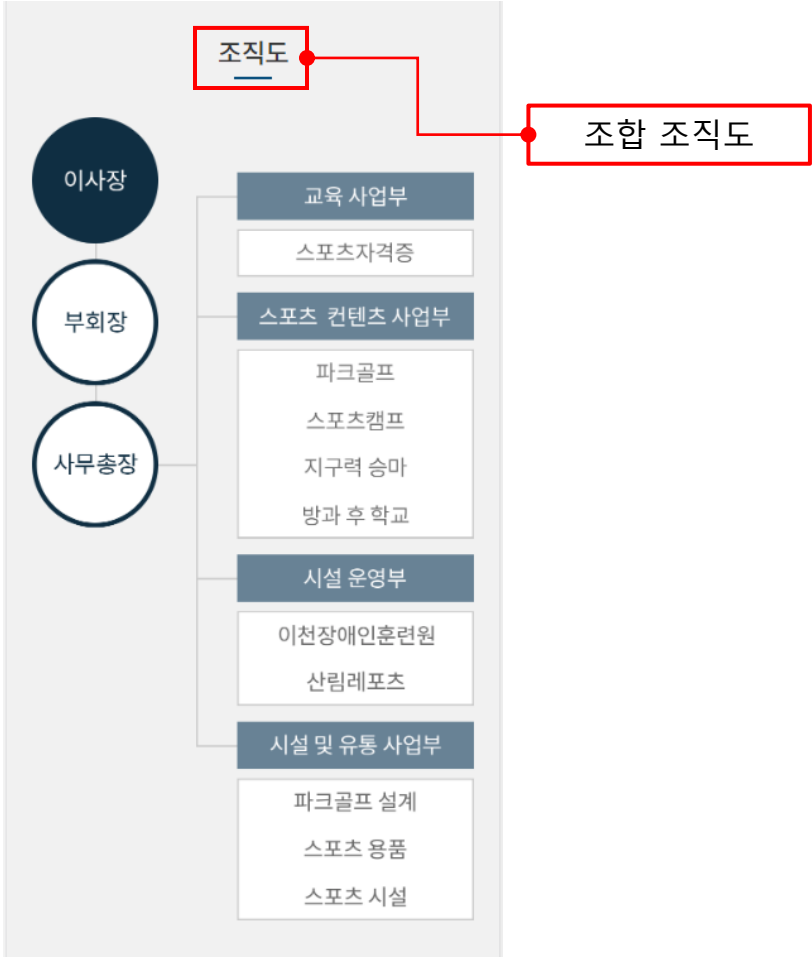 조직도
조합 조직도
이사장
부회장
사무총장
교육 사업부
스포츠자격증
스포츠 컨텐츠 사업부
파크골프
스포츠캠프
지구력 승마
방과 후 학교
시설 운영부
이천장애인훈련원
산림레포츠
시설 및 유통 사업부
파크골프 설계
스포츠 용품
스포츠 시설